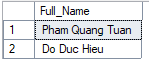 Full_Name
1 Pham Quang Tuan
2 Do Duc Hieu